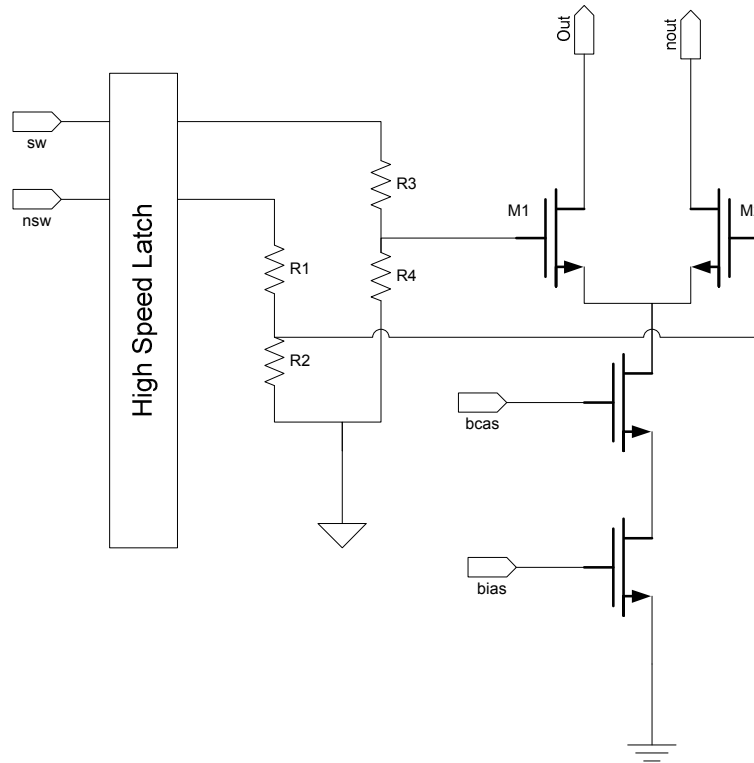 Out
nout
sw
nsw
High Speed Latch
R3
R4
R1
R2
M1
bcas
bias